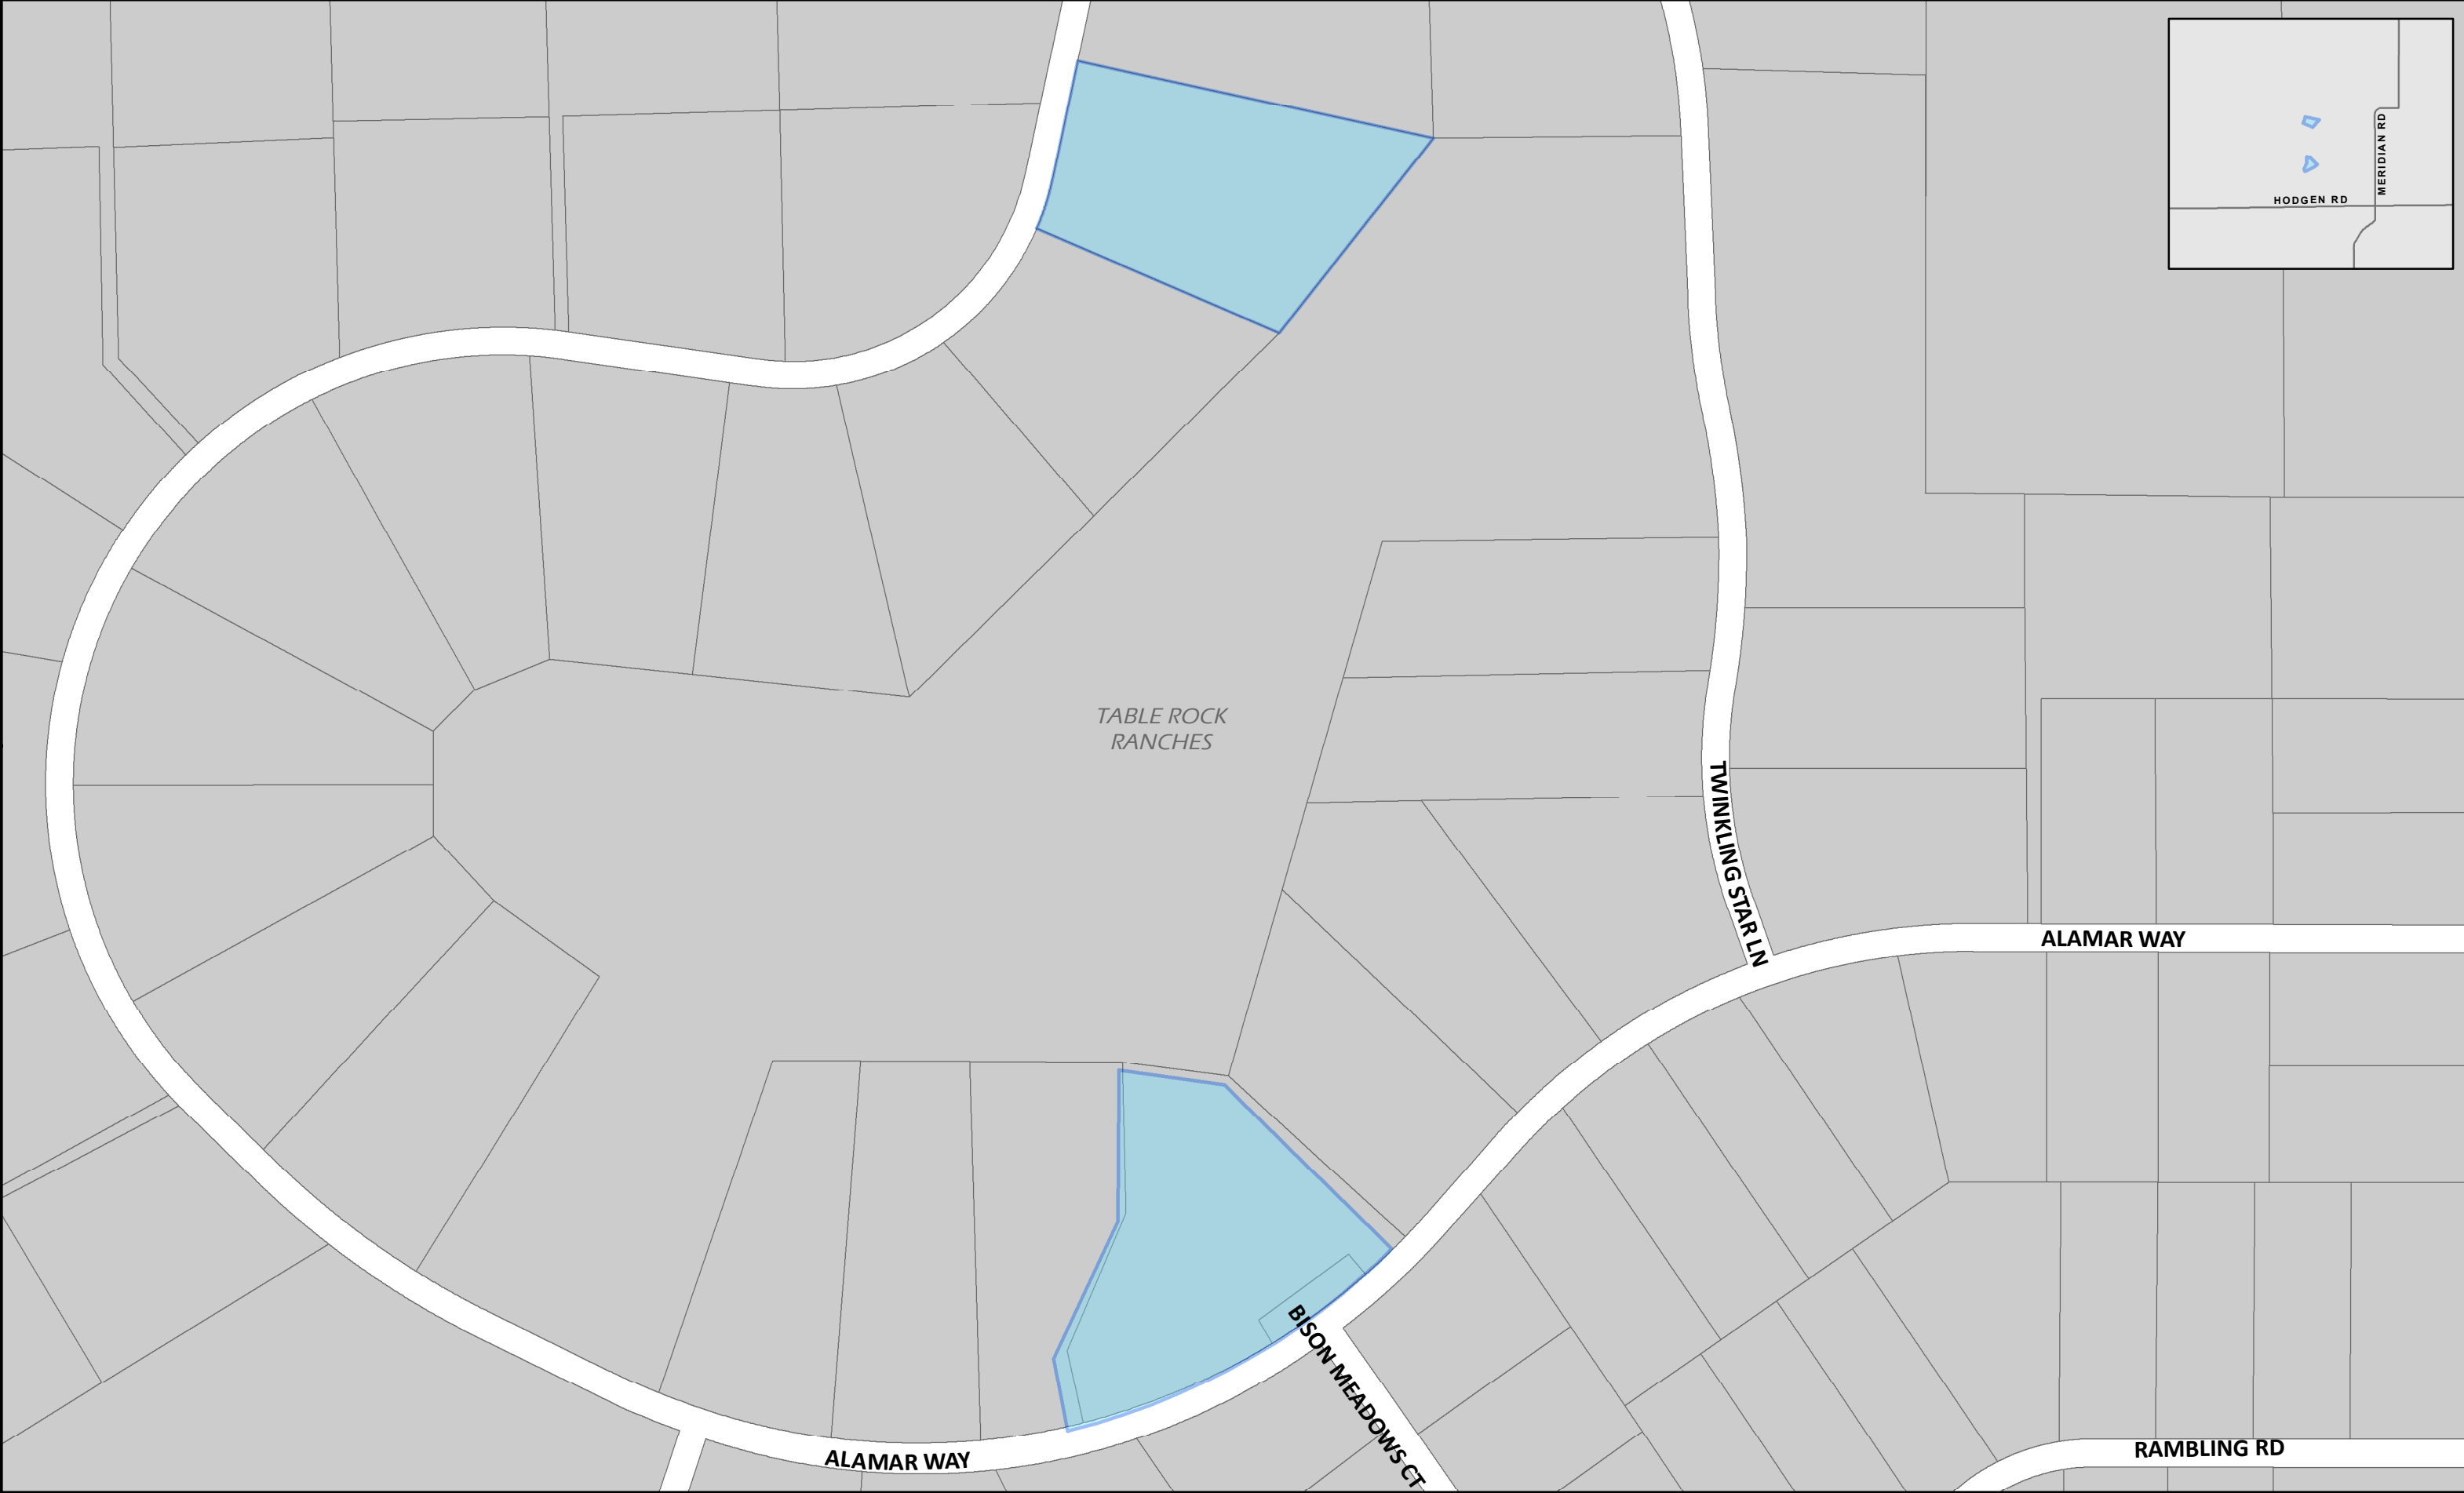 MERIDIAN RD
HODGEN RD
TABLE ROCK
RANCHES
TWINKLING STAR LN
ALAMAR WAY
BISON MEADOWS CT
ALAMAR WAY
RAMBLING RD